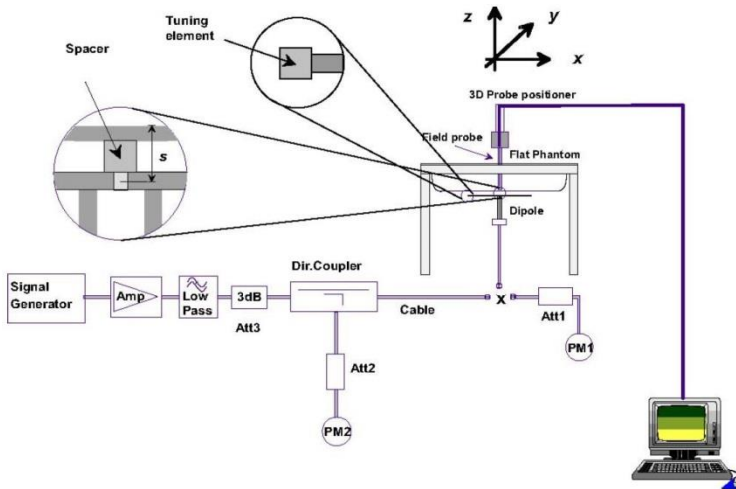 Tuning
element
z
y
x
Spacer
s
3D Probe positioner
Field probe
Flat Phantom
Dipole
Signal
Generator
Amp
Low
Pass
3dB
Att3
Dir.Coupler
Cable
x
Att1
PM1
Att2
PM2